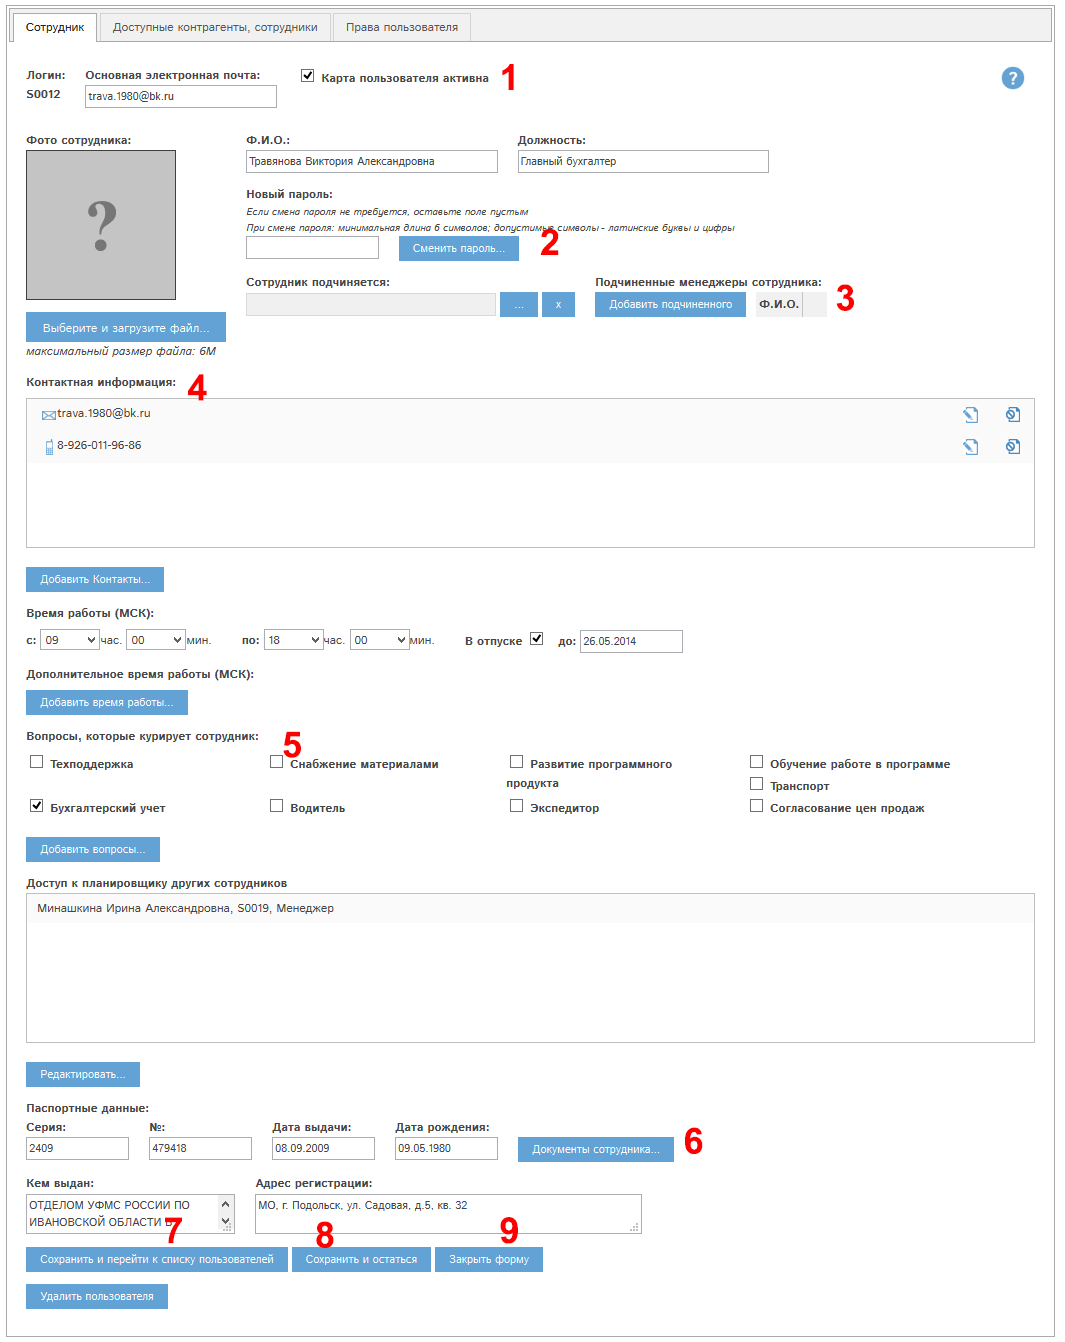 Сотрудник Доступные контрагенты, сотрудники Права пользователя
Логин: Основная электронная почта: Карта пользователя активна 1 ?
S0012 trava.1980@bk.ru
Фото сотрудника: Ф.И.О.: Должность:
? Травянова Виктория Александровна Главный бухгалтер
Новый пароль:
Если смена пароля не требуется, оставьте поле пустым
При смене пароля: минимальная длина 6 символов; допустимые символы - латинские буквы и цифры
Сменить пароль... 2
Сотрудник подчиняется: Подчиненные менеджеры сотрудника:
... x Добавить подчиненного Ф.И.О. 3
Выберите и загрузите файл...
максимальный размер файла: 6М
Контактная информация: 4
trava.1980@bk.ru
8-926-011-96-86
Добавить Контакты...
Время работы (МСК):
с: 09 час. 00 мин. по: 18 час. 00 мин. В отпуске до: 26.05.2014
Дополнительное время работы (МСК):
Добавить время работы...
Вопросы, которые курирует сотрудник: 5
Техподдержка Снабжение материалами Развитие программного продукта Обучение работе в программе
Транспорт
Бухгалтерский учет Водитель Экспедитор Согласование цен продаж
Добавить вопросы...
Доступ к планировщику других сотрудников
Минашкина Ирина Александровна, S0019, Менеджер
Редактировать...
Паспортные данные:
Серия: №: Дата выдачи: Дата рождения:
2409 479418 08.09.2009 09.05.1980 Документы сотрудника... 6
Кем выдан: Адрес регистрации:
ОТДЕЛОМ УФМС РОССИИ ПО МО, г. Подольск, ул. Садовая, д.5, кв. 32
ИВАНОВСКОЙ ОБЛАСТИ В
7 8 9
Сохранить и перейти к списку пользователей Сохранить и остаться Закрыть форму
Удалить пользователя